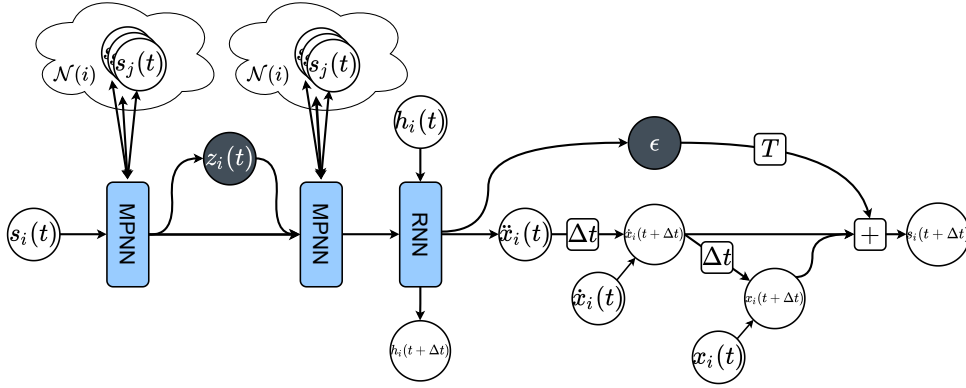 𝒩(i)
s_j(t)
𝒩(i)
s_j(t)
s_i(t)
MPNN
z_i(t)
MPNN
h_i(t)
RNN
h_i(t + Δt)
ϵ
T
ẍ_i(t)
Δt
ẋ_i(t + Δt)
ẋ_i(t)
Δt
x_i(t + Δt)
x_i(t)
+
s_i(t + Δt)